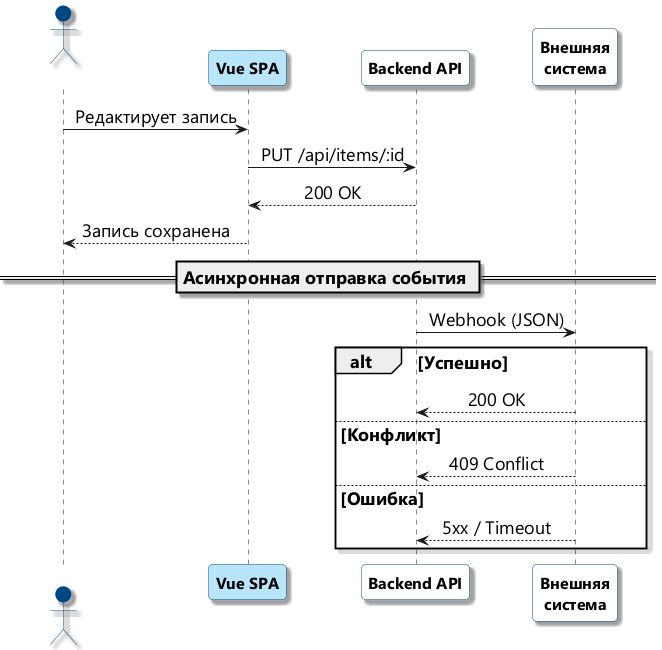 Vue SPA
Backend API
Внешняя
система
Редактирует запись
PUT /api/items/:id
200 OK
Запись сохранена
Асинхронная отправка события
Webhook (JSON)
alt
[Успешно]
200 OK
[Конфликт]
409 Conflict
[Ошибка]
5xx / Timeout
Vue SPA
Backend API
Внешняя
система